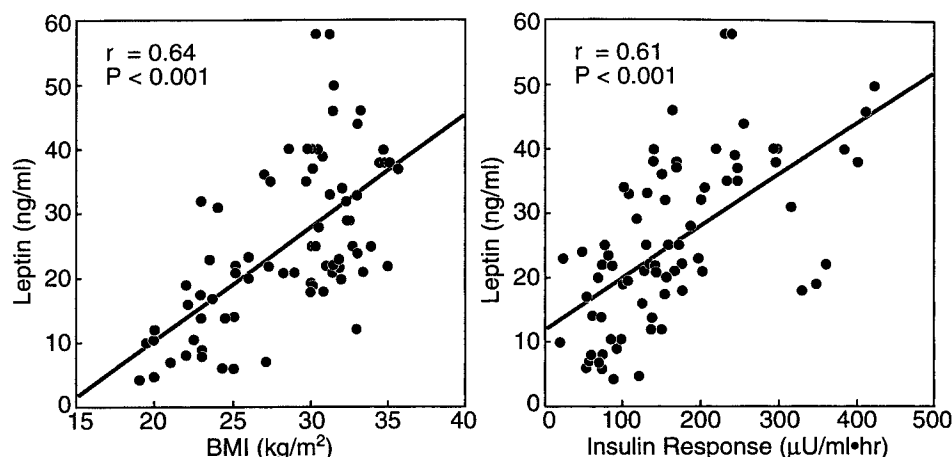 60
50
40
30
20
10
0
Leptin (ng/ml)
r = 0.64
P < 0.001
15 20 25 30 35 40
BMI (kg/m²)
60
50
40
30
20
10
0
Leptin (ng/ml)
r = 0.61
P < 0.001
0 100 200 300 400 500
Insulin Response (μU/ml•hr)